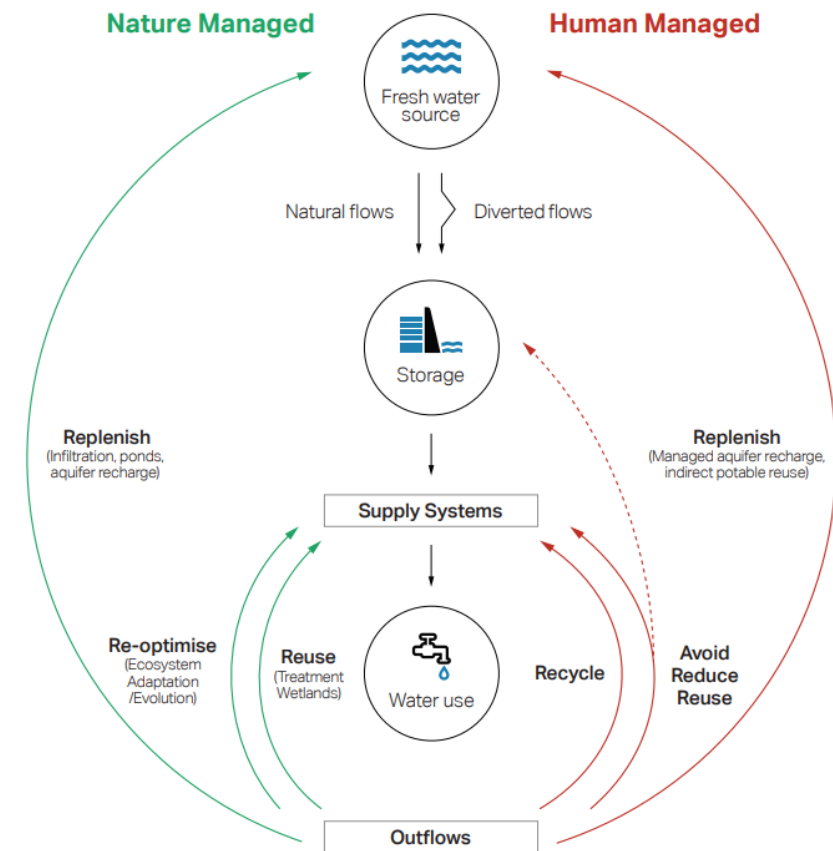 Nature Managed
Human Managed
Fresh water
source
Natural flows
Diverted flows
Storage
Replenish
(Infiltration, ponds,
aquifer recharge)
Replenish
(Managed aquifer recharge,
indirect potable reuse)
Supply Systems
Re-optimise
(Ecosystem
Adaptation
/Evolution)
Reuse
(Treatment
Wetlands)
Water use
Recycle
Avoid
Reduce
Reuse
Outflows